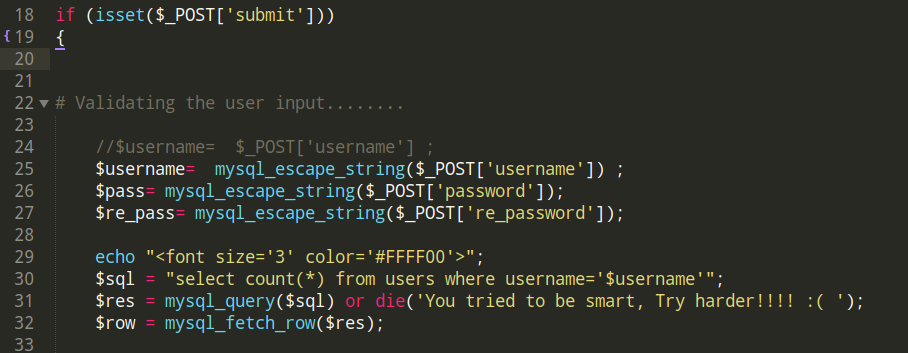 18 if (isset($_POST['submit']))
{ 19 {
20
21
22 # Validating the user input........
23
24 //$username=  $_POST['username'] ;
25 $username=  mysql_escape_string($_POST['username']) ;
26 $pass= mysql_escape_string($_POST['password']);
27 $re_pass= mysql_escape_string($_POST['re_password']);
28
29 echo "<font size='3' color='#FFFF00'>";
30 $sql = "select count(*) from users where username='$username'";
31 $res = mysql_query($sql) or die('You tried to be smart, Try harder!!!! :( ');
32 $row = mysql_fetch_row($res);
33